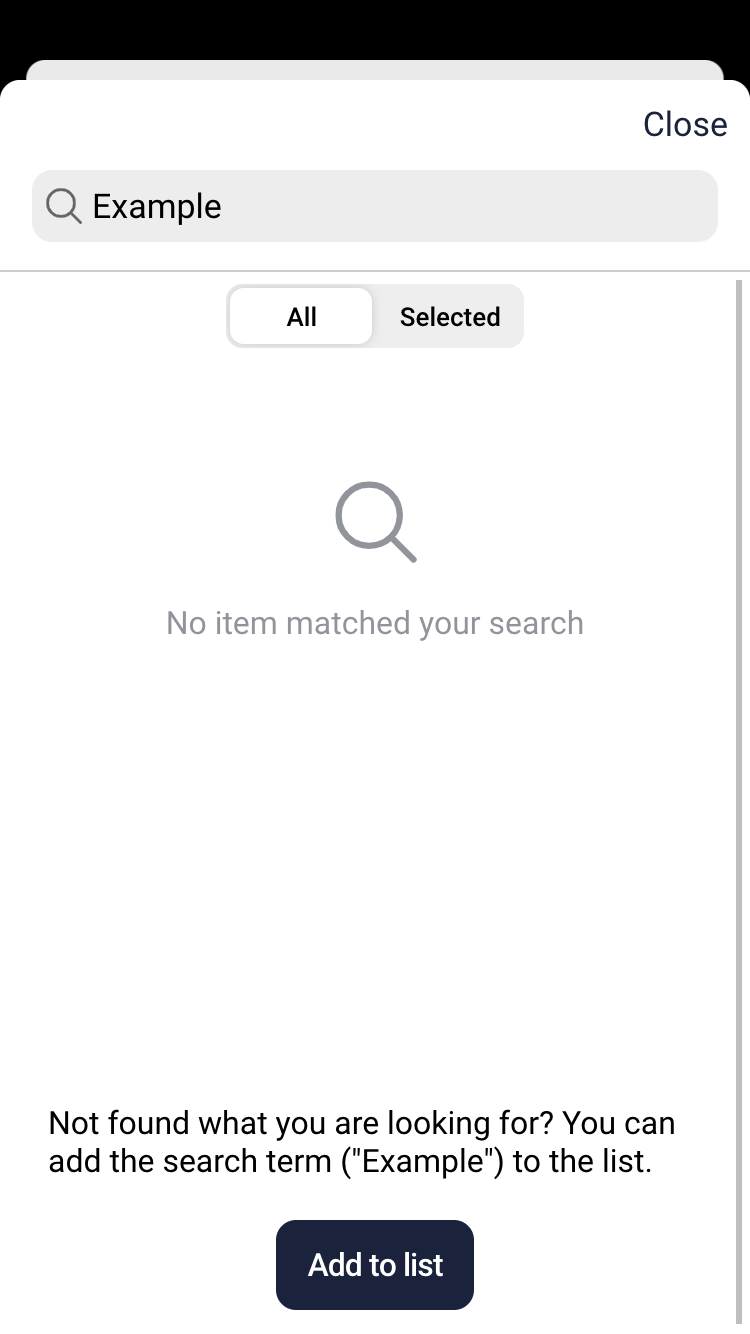 Close
Example
All
Selected
No item matched your search
Not found what you are looking for? You can
add the search term ("Example") to the list.
Add to list